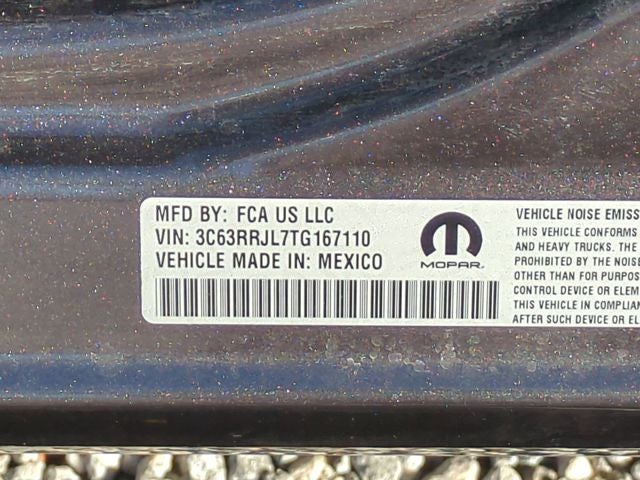 MFD BY: FCA US LLC
VIN: 3C63RRJL7TG167110
VEHICLE MADE IN: MEXICO
MOPAR
VEHICLE NOISE EMISS
THIS VEHICLE CONFORMS
AND HEAVY TRUCKS. THE
PROHIBITED BY THE NOISE
OTHER THAN FOR PURPOS
CONTROL DEVICE OR ELEM
THIS VEHICLE IN COMPLIAN
AFTER SUCH DEVICE OR EL